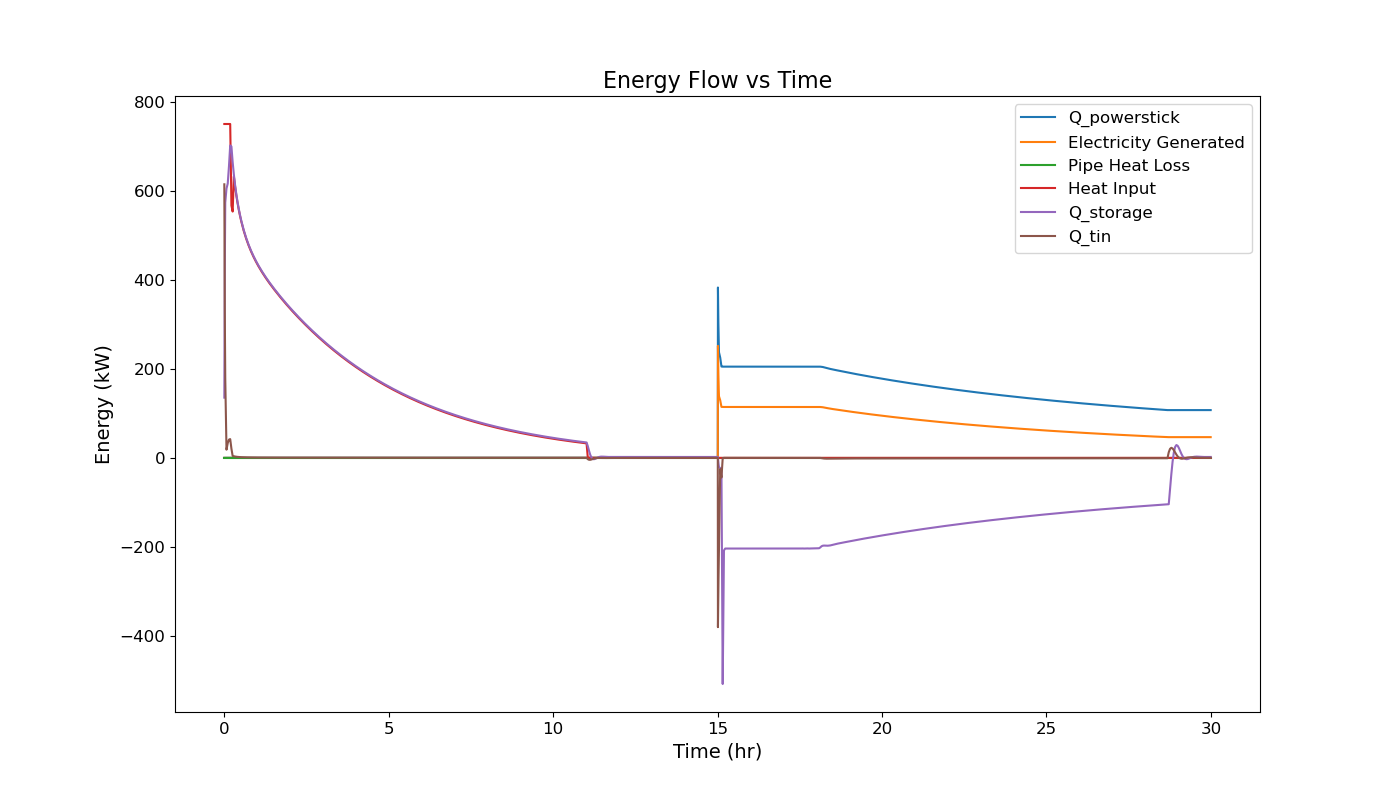 Energy Flow vs Time
800
600
400
200
0
−200
−400
Energy (kW)
Q_powerstick
Electricity Generated
Pipe Heat Loss
Heat Input
Q_storage
Q_tin
0 5 10 15 20 25 30
Time (hr)